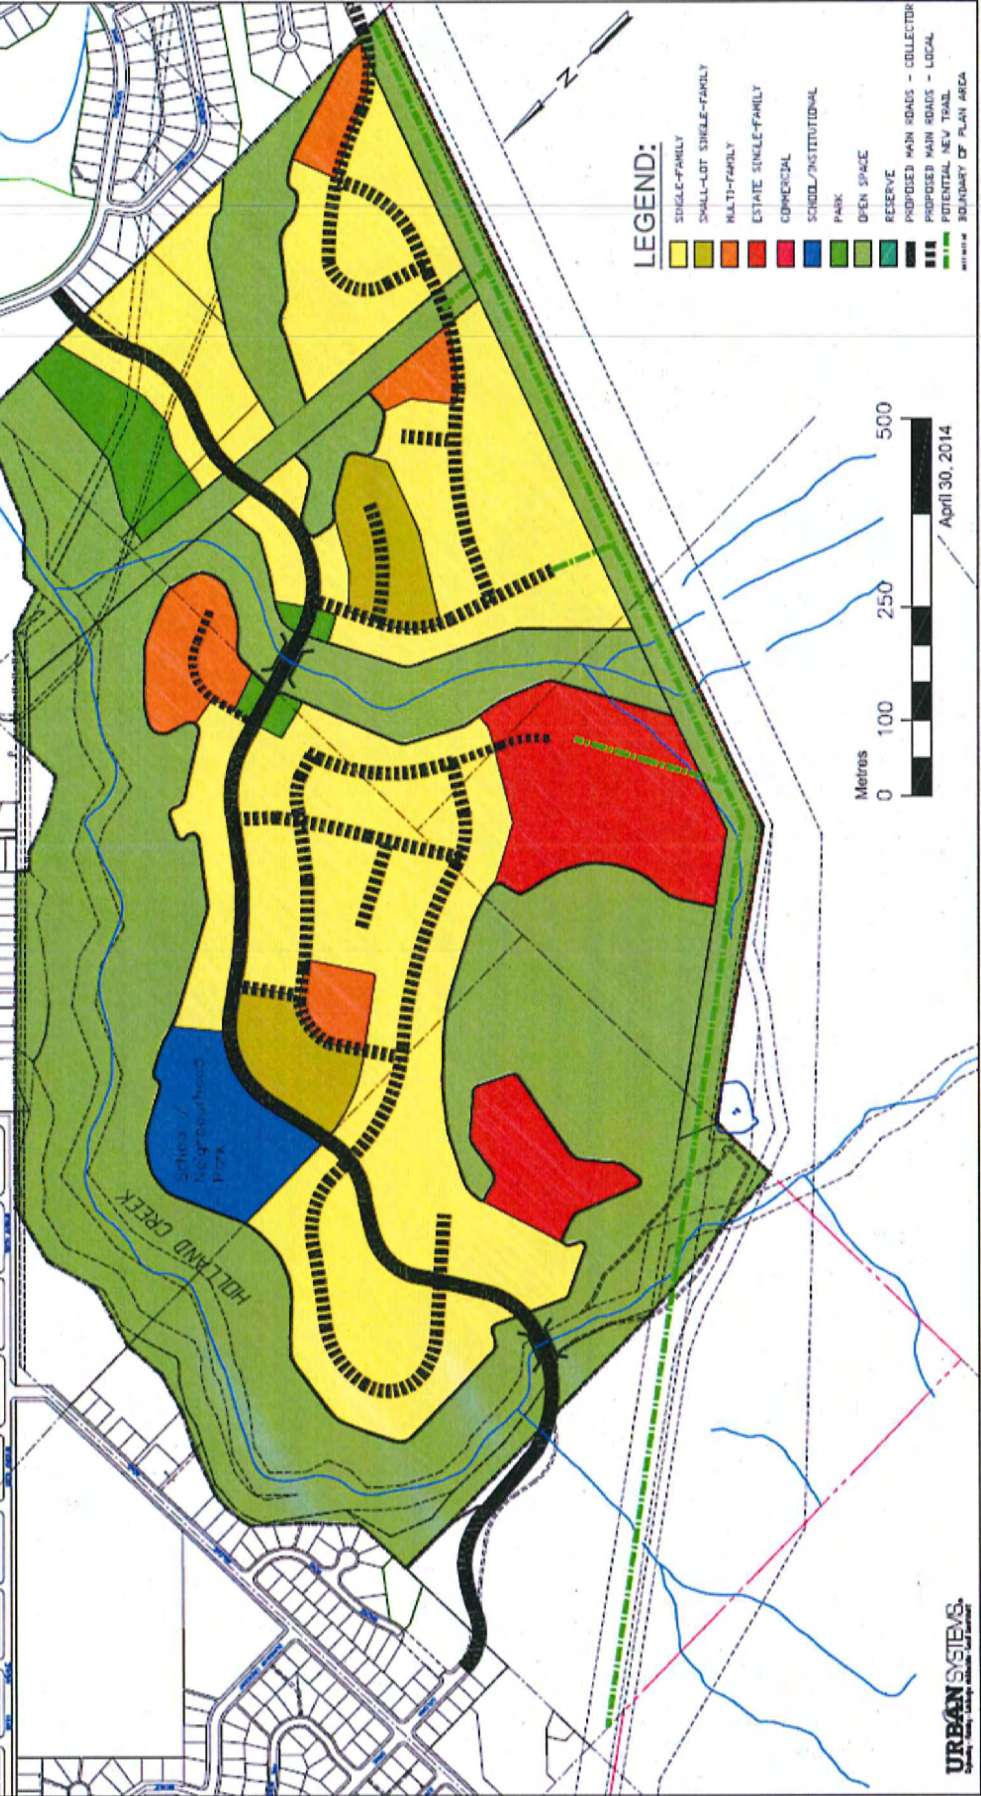 N
LEGEND:
SINGLE-FAMILY
SMALL-LOT SINGLE-FAMILY
MULTI-FAMILY
ESTATE SINGLE-FAMILY
COMMERCIAL
SCHOOL/INSTITUTIONAL
PARK
OPEN SPACE
RESERVE
PROPOSED MAIN ROADS - COLLECTOR
PROPOSED MAIN ROADS - LOCAL
POTENTIAL NEW TRAIL
BOUNDARY OF PLAN AREA
School /
Neighbourhood
Park
HOLLAND CREEK
Metres
0 100 250 500
April 30, 2014
URBAN SYSTEMS.